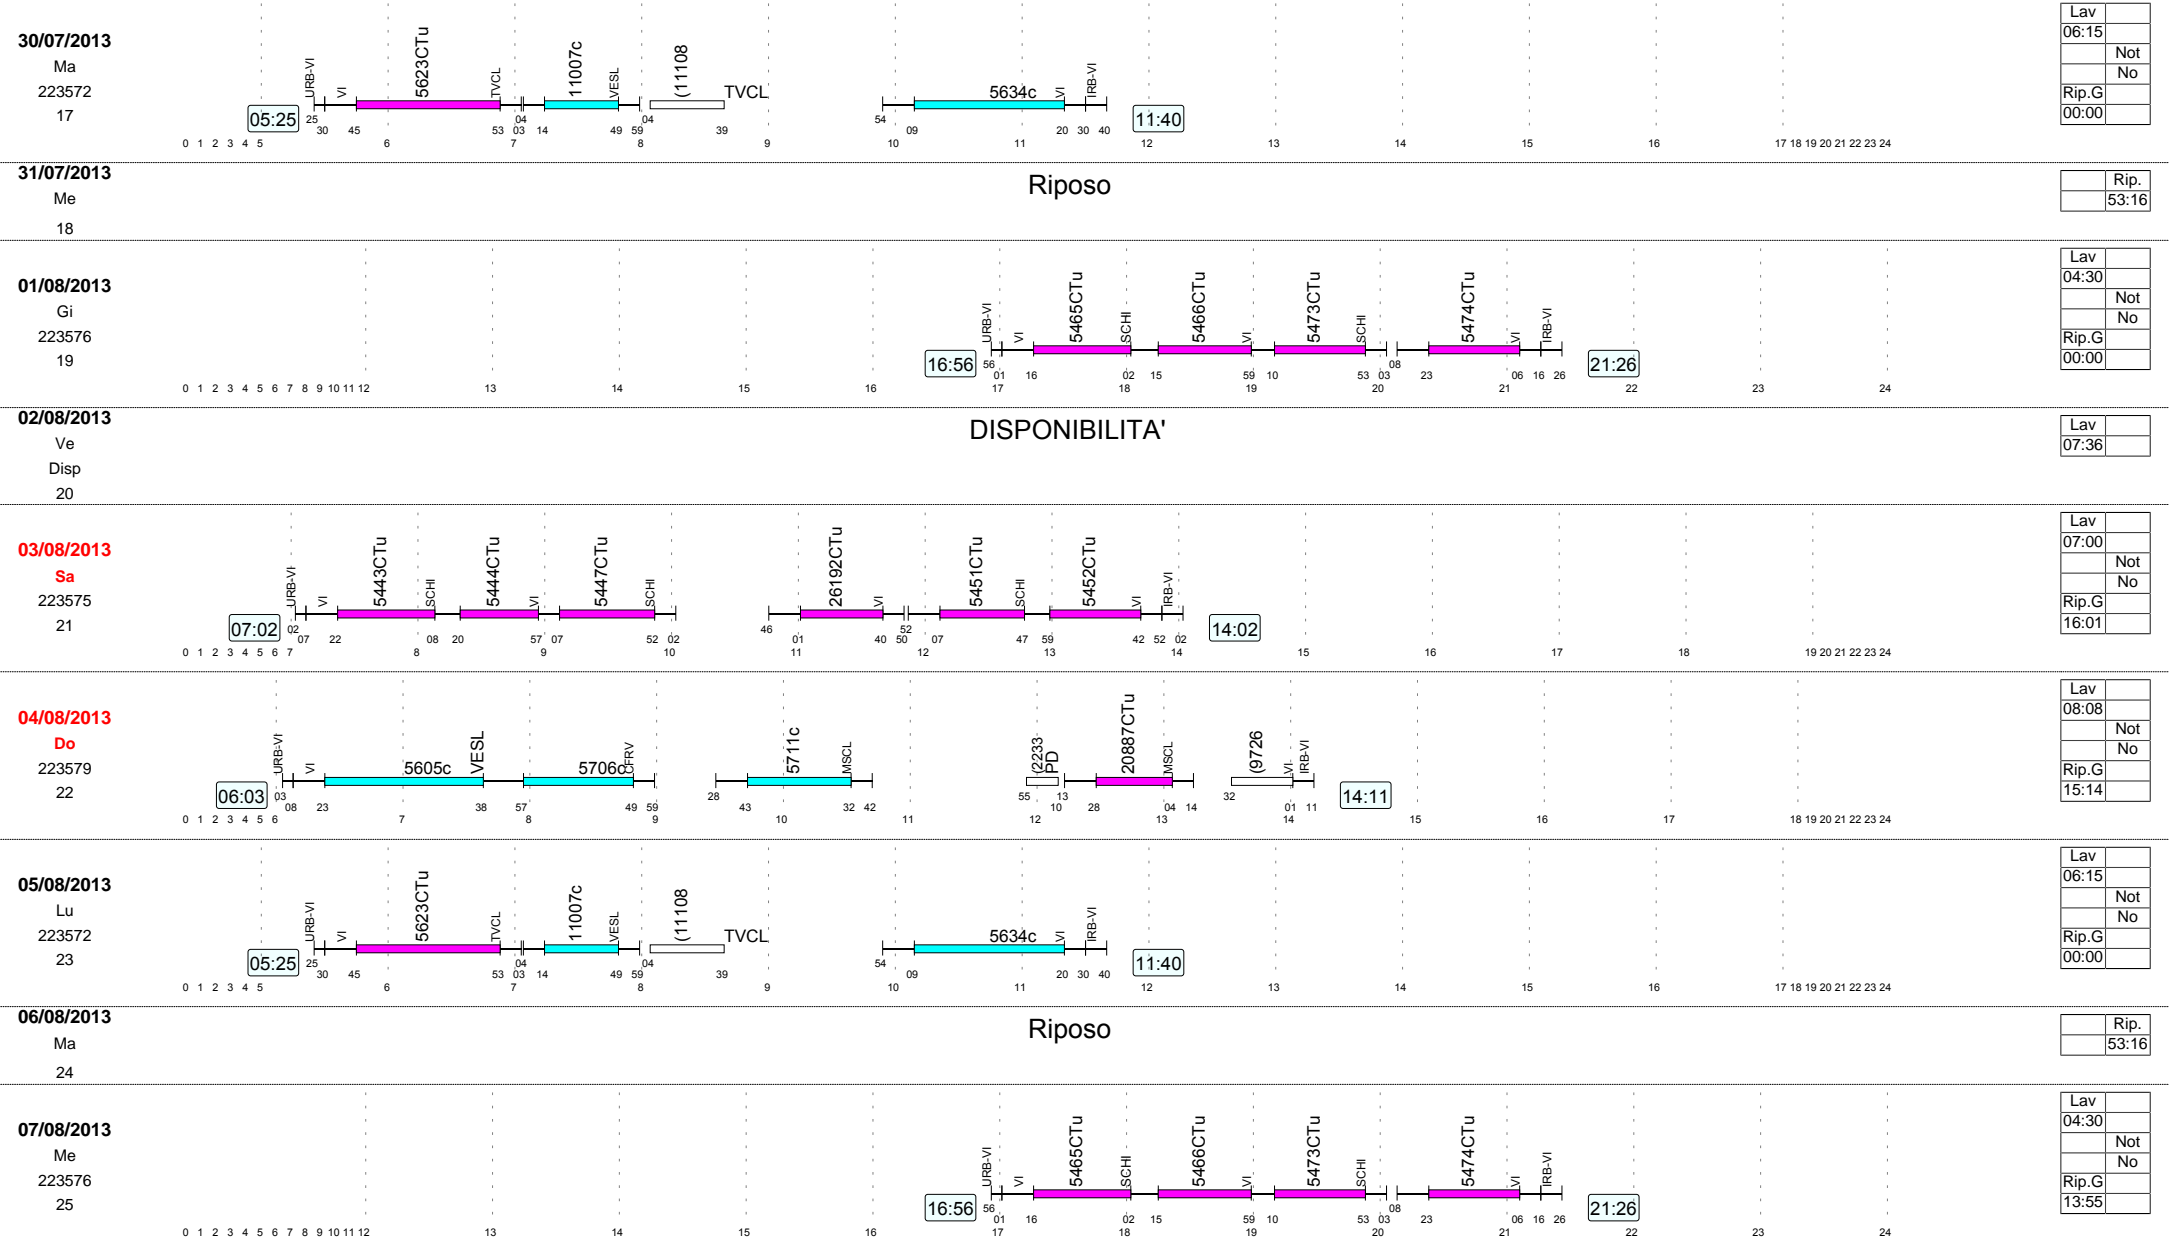 30/07/2013
Ma
223572
17
05:25
URB-VI VI 5623CTu TVCL 11007c VESL (11108 TVCL 5634c VI IRB-VI
11:40
25 30 45 53 03 04 14 49 59 04 39 54 09 20 30 40
0 1 2 3 4 5 6 7 8 9 10 11 12 13 14 15 16 17 18 19 20 21 22 23 24
Lav
06:15
Not
No
Rip.G
00:00
31/07/2013
Me
18
Riposo
Rip.
53:16
01/08/2013
Gi
223576
19
16:56
URB-VI VI 5465CTu SCHI 5466CTu VI 5473CTu SCHI 5474CTu VI IRB-VI
21:26
56 01 16 02 15 59 10 53 03 08 23 06 16 26
0 1 2 3 4 5 6 7 8 9 10 11 12 13 14 15 16 17 18 19 20 21 22 23 24
Lav
04:30
Not
No
Rip.G
00:00
02/08/2013
Ve
Disp
20
DISPONIBILITA'
Lav
07:36
03/08/2013
Sa
223575
21
07:02
URB-VI VI 5443CTu SCHI 5444CTu VI 5447CTu SCHI 26192CTu VI 5451CTu SCHI 5452CTu VI IRB-VI
14:02
02 07 22 08 20 57 07 52 02 46 01 40 50 52 07 47 59 42 52 02
0 1 2 3 4 5 6 7 8 9 10 11 12 13 14 15 16 17 18 19 20 21 22 23 24
Lav
07:00
Not
No
Rip.G
16:01
04/08/2013
Do
223579
22
06:03
URB-VI VI 5605c VESL 5706c CFRV 5711c MSCL (2233 PD 20887CTu MSCL (9726 VI IRB-VI
14:11
03 08 23 38 57 49 59 28 43 32 42 55 10 13 28 04 14 32 01 11
0 1 2 3 4 5 6 7 8 9 10 11 12 13 14 15 16 17 18 19 20 21 22 23 24
Lav
08:08
Not
No
Rip.G
15:14
05/08/2013
Lu
223572
23
05:25
URB-VI VI 5623CTu TVCL 11007c VESL (11108 TVCL 5634c VI IRB-VI
11:40
25 30 45 53 03 04 14 49 59 04 39 54 09 20 30 40
0 1 2 3 4 5 6 7 8 9 10 11 12 13 14 15 16 17 18 19 20 21 22 23 24
Lav
06:15
Not
No
Rip.G
00:00
06/08/2013
Ma
24
Riposo
Rip.
53:16
07/08/2013
Me
223576
25
16:56
URB-VI VI 5465CTu SCHI 5466CTu VI 5473CTu SCHI 5474CTu VI IRB-VI
21:26
56 01 16 02 15 59 10 53 03 08 23 06 16 26
0 1 2 3 4 5 6 7 8 9 10 11 12 13 14 15 16 17 18 19 20 21 22 23 24
Lav
04:30
Not
No
Rip.G
13:55